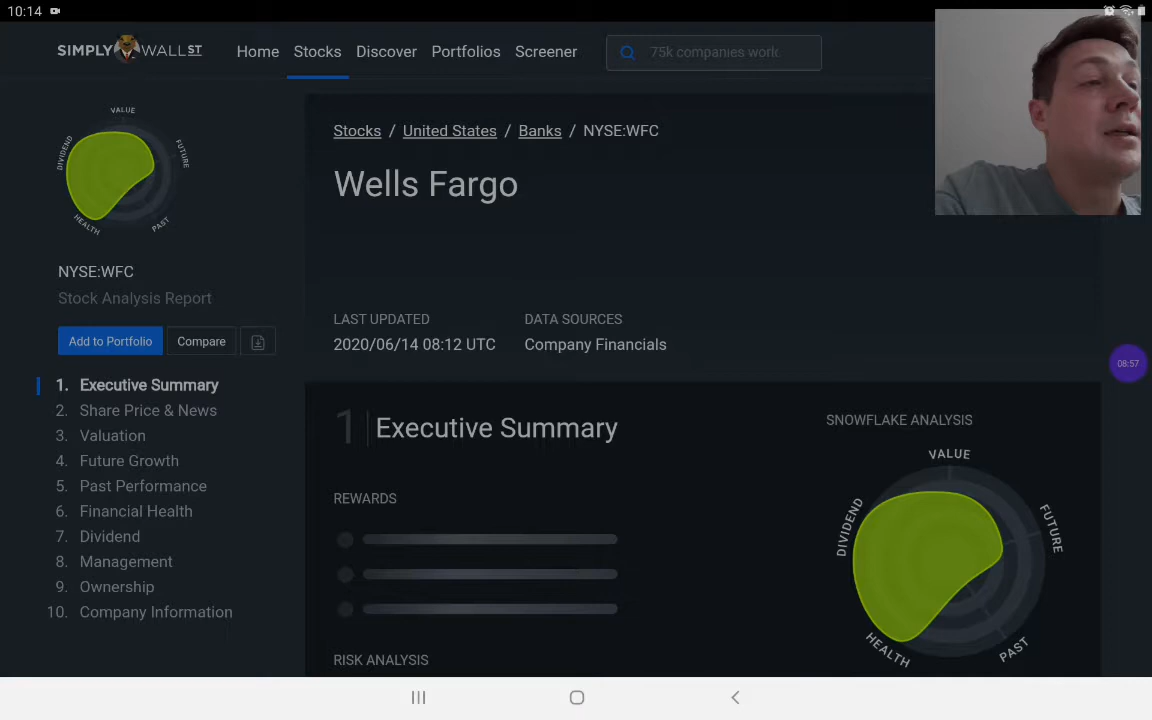 10:14
SIMPLY WALL ST
Home Stocks Discover Portfolios Screener
75k companies work
VALUE
FUTURE
PAST
HEALTH
DIVIDEND
NYSE:WFC
Stock Analysis Report
Add to Portfolio Compare
1. Executive Summary
2. Share Price & News
3. Valuation
4. Future Growth
5. Past Performance
6. Financial Health
7. Dividend
8. Management
9. Ownership
10. Company Information
Stocks / United States / Banks / NYSE:WFC
Wells Fargo
LAST UPDATED DATA SOURCES
2020/06/14 08:12 UTC Company Financials
1 Executive Summary
REWARDS
RISK ANALYSIS
SNOWFLAKE ANALYSIS
VALUE
FUTURE
PAST
HEALTH
DIVIDEND
08:57